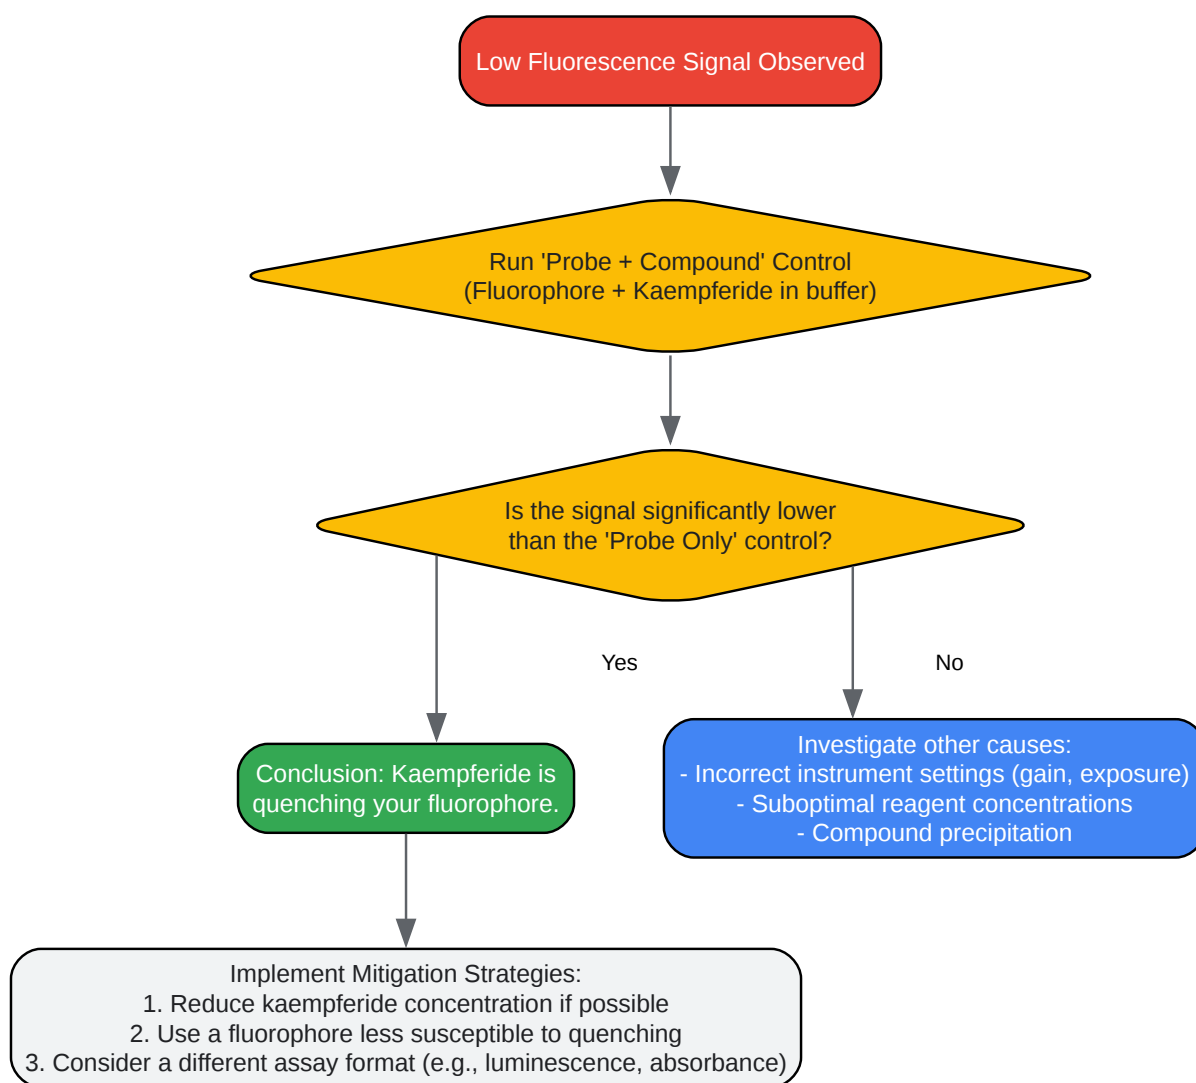 Low Fluorescence Signal Observed
Run 'Probe + Compound' Control
(Fluorophore + Kaempferide in buffer)
Is the signal significantly lower
than the 'Probe Only' control?
Yes
No
Conclusion: Kaempferide is
quenching your fluorophore.
Investigate other causes:
- Incorrect instrument settings (gain, exposure)
- Suboptimal reagent concentrations
- Compound precipitation
Implement Mitigation Strategies:
1. Reduce kaempferide concentration if possible
2. Use a fluorophore less susceptible to quenching
3. Consider a different assay format (e.g., luminescence, absorbance)